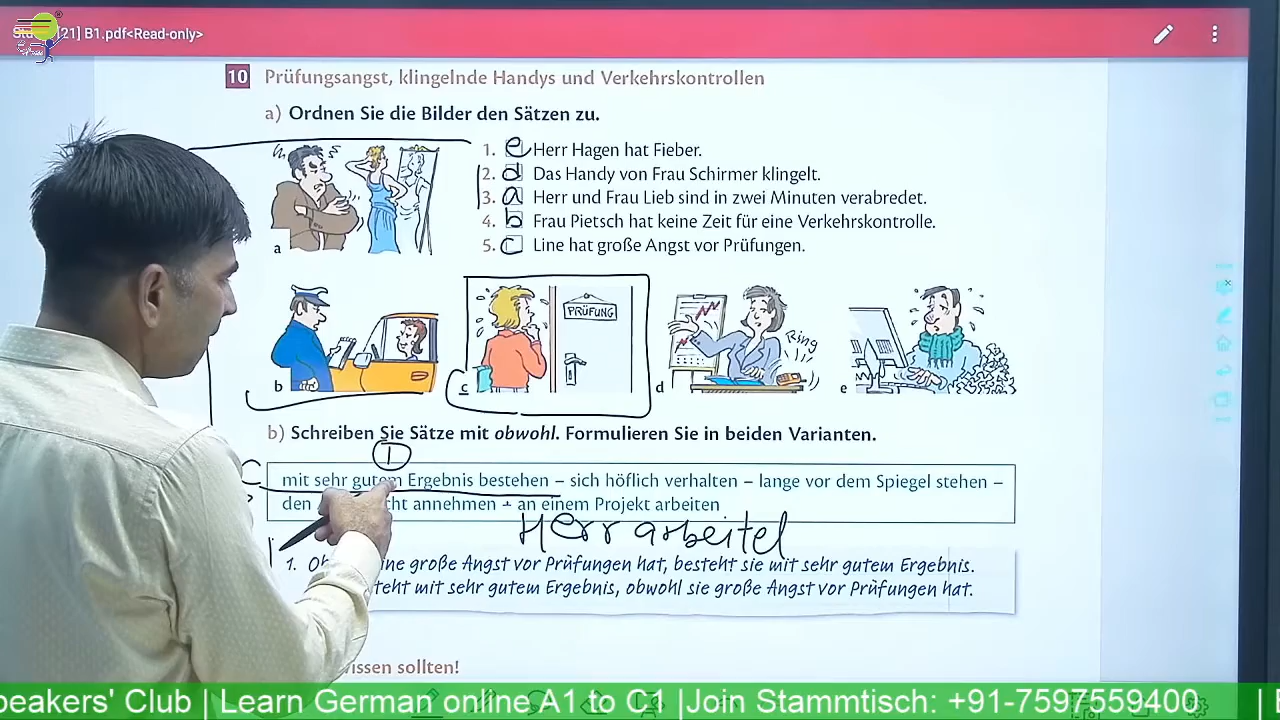 21] B1.pdf<Read-only>
10 Prüfungsangst, klingelnde Handys und Verkehrskontrollen
a) Ordnen Sie die Bilder den Sätzen zu.
1. e Herr Hagen hat Fieber.
2. d Das Handy von Frau Schirmer klingelt.
3. a Herr und Frau Lieb sind in zwei Minuten verabredet.
4. b Frau Pietsch hat keine Zeit für eine Verkehrskontrolle.
5. c Line hat große Angst vor Prüfungen.
a
PRÜFUNG
Ring
b
c
d
e
b) Schreiben Sie Sätze mit obwohl. Formulieren Sie in beiden Varianten.
1
mit sehr gutem Ergebnis bestehen – sich höflich verhalten – lange vor dem Spiegel stehen –
den annehmen – an einem Projekt arbeiten
Herr arbeitet
1. große Angst vor Prüfungen hat, besteht sie mit sehr gutem Ergebnis.
mit sehr gutem Ergebnis, obwohl sie große Angst vor Prüfungen hat.
sollten!
peakers' Club | Learn German online A1 to C1 |Join Stammtisch: +91-7597559400 |